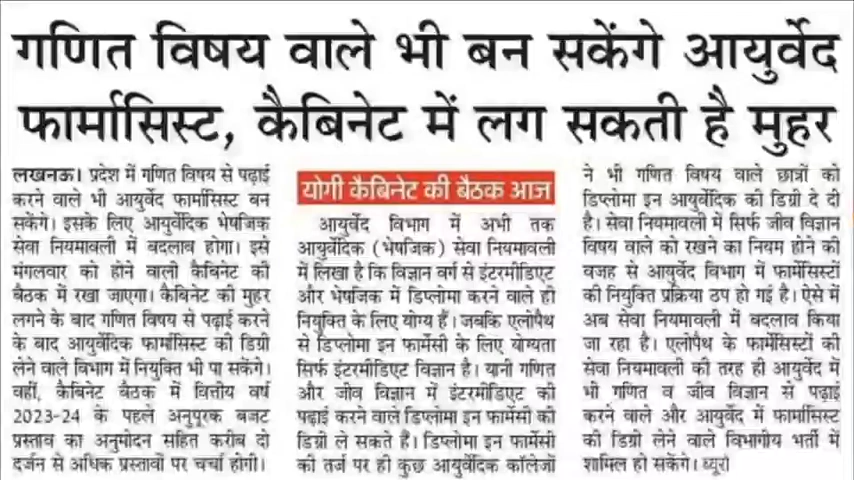 गणित विषय वाले भी बन सकेंगे आयुर्वेद
फार्मासिस्ट, कैबिनेट में लग सकती है मुहर
लखनऊ। प्रदेश में गणित विषय से पढ़ाई
करने वाले भी आयुर्वेद फार्मासिस्ट बन
सकेंगे। इसके लिए आयुर्वेदिक भेषजिक
सेवा नियमावली में बदलाब होगा। इसे
मंगलवार को होने वाली कैबिनेट की
बैठक में रखा जाएगा। कैबिनेट की मुहर
लगने के बाद गणित विषय से पढ़ाई करने
के बाद आयुर्वेदिक फार्मासिस्ट की डिग्री
लेने वाले विभाग में नियुक्ति भी पा सकेंगे।
वहीं, कैबिनेट बैठक में वित्तीय वर्ष
2023-24 के पहले अनुपूरक बजट
प्रस्ताव का अनुमोदन सहित करीब दो
दर्जन से अधिक प्रस्तावों पर चर्चा होगी।
योगी कैबिनेट की बैठक आज
आयुर्वेद विभाग में अभी तक
आयुर्वेदिक (भेषजिक) सेवा नियमावली
में लिखा है कि विज्ञान वर्ग से इंटरमीडिएट
और भेषजिक में डिप्लोमा करने वाले ही
नियुक्ति के लिए योग्य हैं। जबकि एलोपैथ
से डिप्लोमा इन फार्मेसी के लिए योग्यता
सिर्फ इंटरमीडिएट विज्ञान है। यानी गणित
और जीव विज्ञान में इंटरमीडिएट की
पढ़ाई करने वाले डिप्लोमा इन फार्मेसी की
डिग्री ले सकते हैं। डिप्लोमा इन फार्मेसी
की तर्ज पर ही कुछ आयुर्वेदिक कॉलेजों
ने भी गणित विषय वाले छात्रों को
डिप्लोमा इन आयुर्वेदिक की डिग्री दे दी
है। सेवा नियमावली में सिर्फ जीव विज्ञान
विषय वाले को रखने का नियम होने की
वजह से आयुर्वेद विभाग में फार्मेसिस्टों
की नियुक्ति प्रक्रिया ठप हो गई है। ऐसे में
अब सेवा नियमावली में बदलाव किया
जा रहा है। एलोपैथ के फार्मेसिस्टों की
सेवा नियमावली की तरह ही आयुर्वेद में
भी गणित व जीव विज्ञान से पढ़ाई
करने वाले और आयुर्वेद में फार्मासिस्ट
की डिग्री लेने वाले विभागीय भर्ती में
शामिल हो सकेंगे। ब्यूरो